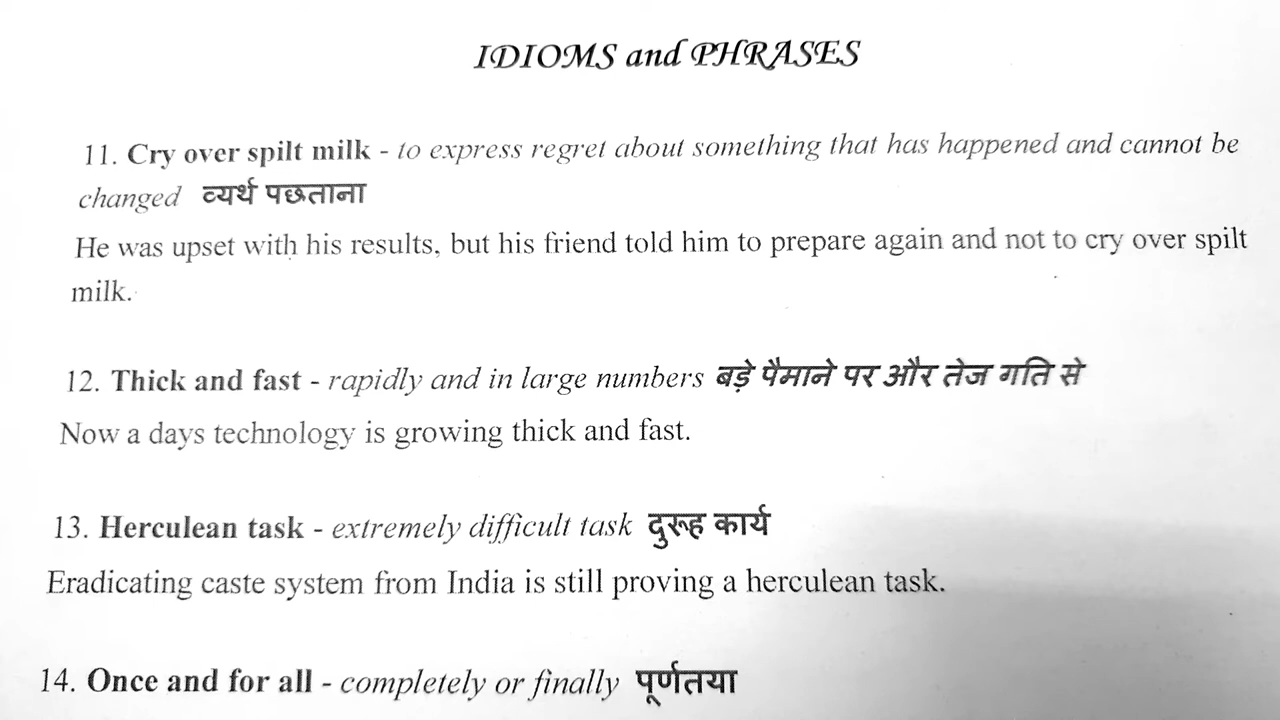 IDIOMS and PHRASES
11. Cry over spilt milk - to express regret about something that has happened and cannot be
changed व्यर्थ पछताना
He was upset with his results, but his friend told him to prepare again and not to cry over spilt
milk.
12. Thick and fast - rapidly and in large numbers बड़े पैमाने पर और तेज गति से
Now a days technology is growing thick and fast.
13. Herculean task - extremely difficult task दुरूह कार्य
Eradicating caste system from India is still proving a herculean task.
14. Once and for all - completely or finally पूर्णतया